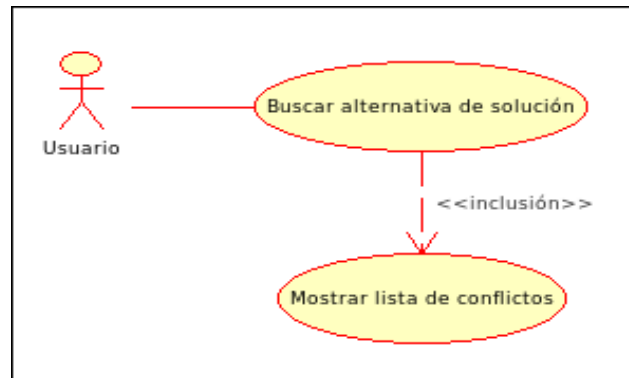 Buscar alternativa de solución
Usuario
<<inclusión>>
Mostrar lista de conflictos